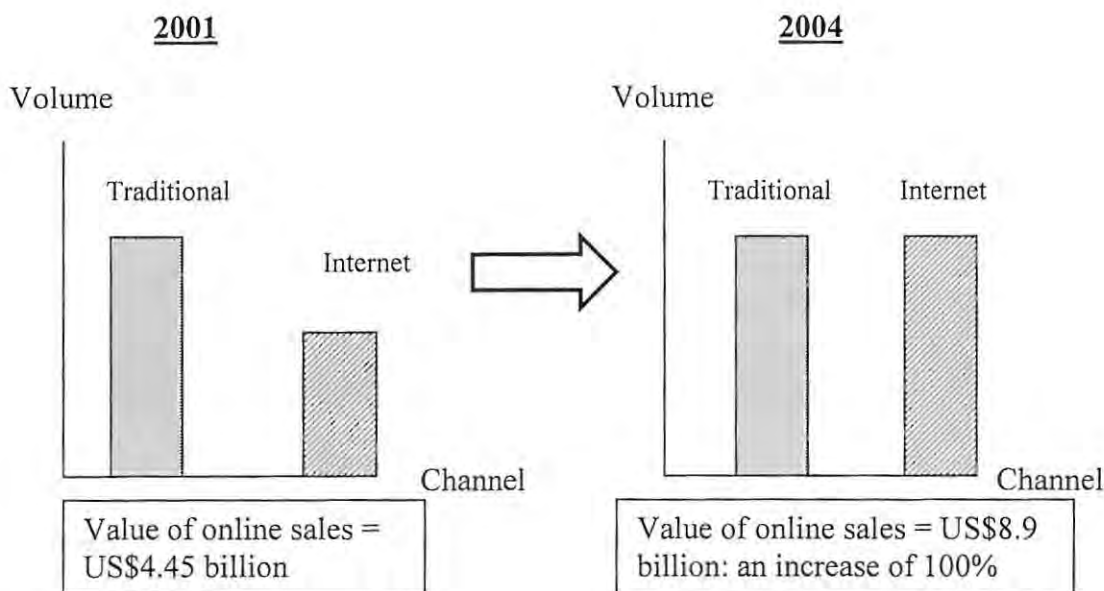 2001
Volume
Traditional
Internet
Channel
Value of online sales =
US$4.45 billion
2004
Volume
Traditional
Internet
Channel
Value of online sales = US$8.9
billion: an increase of 100%